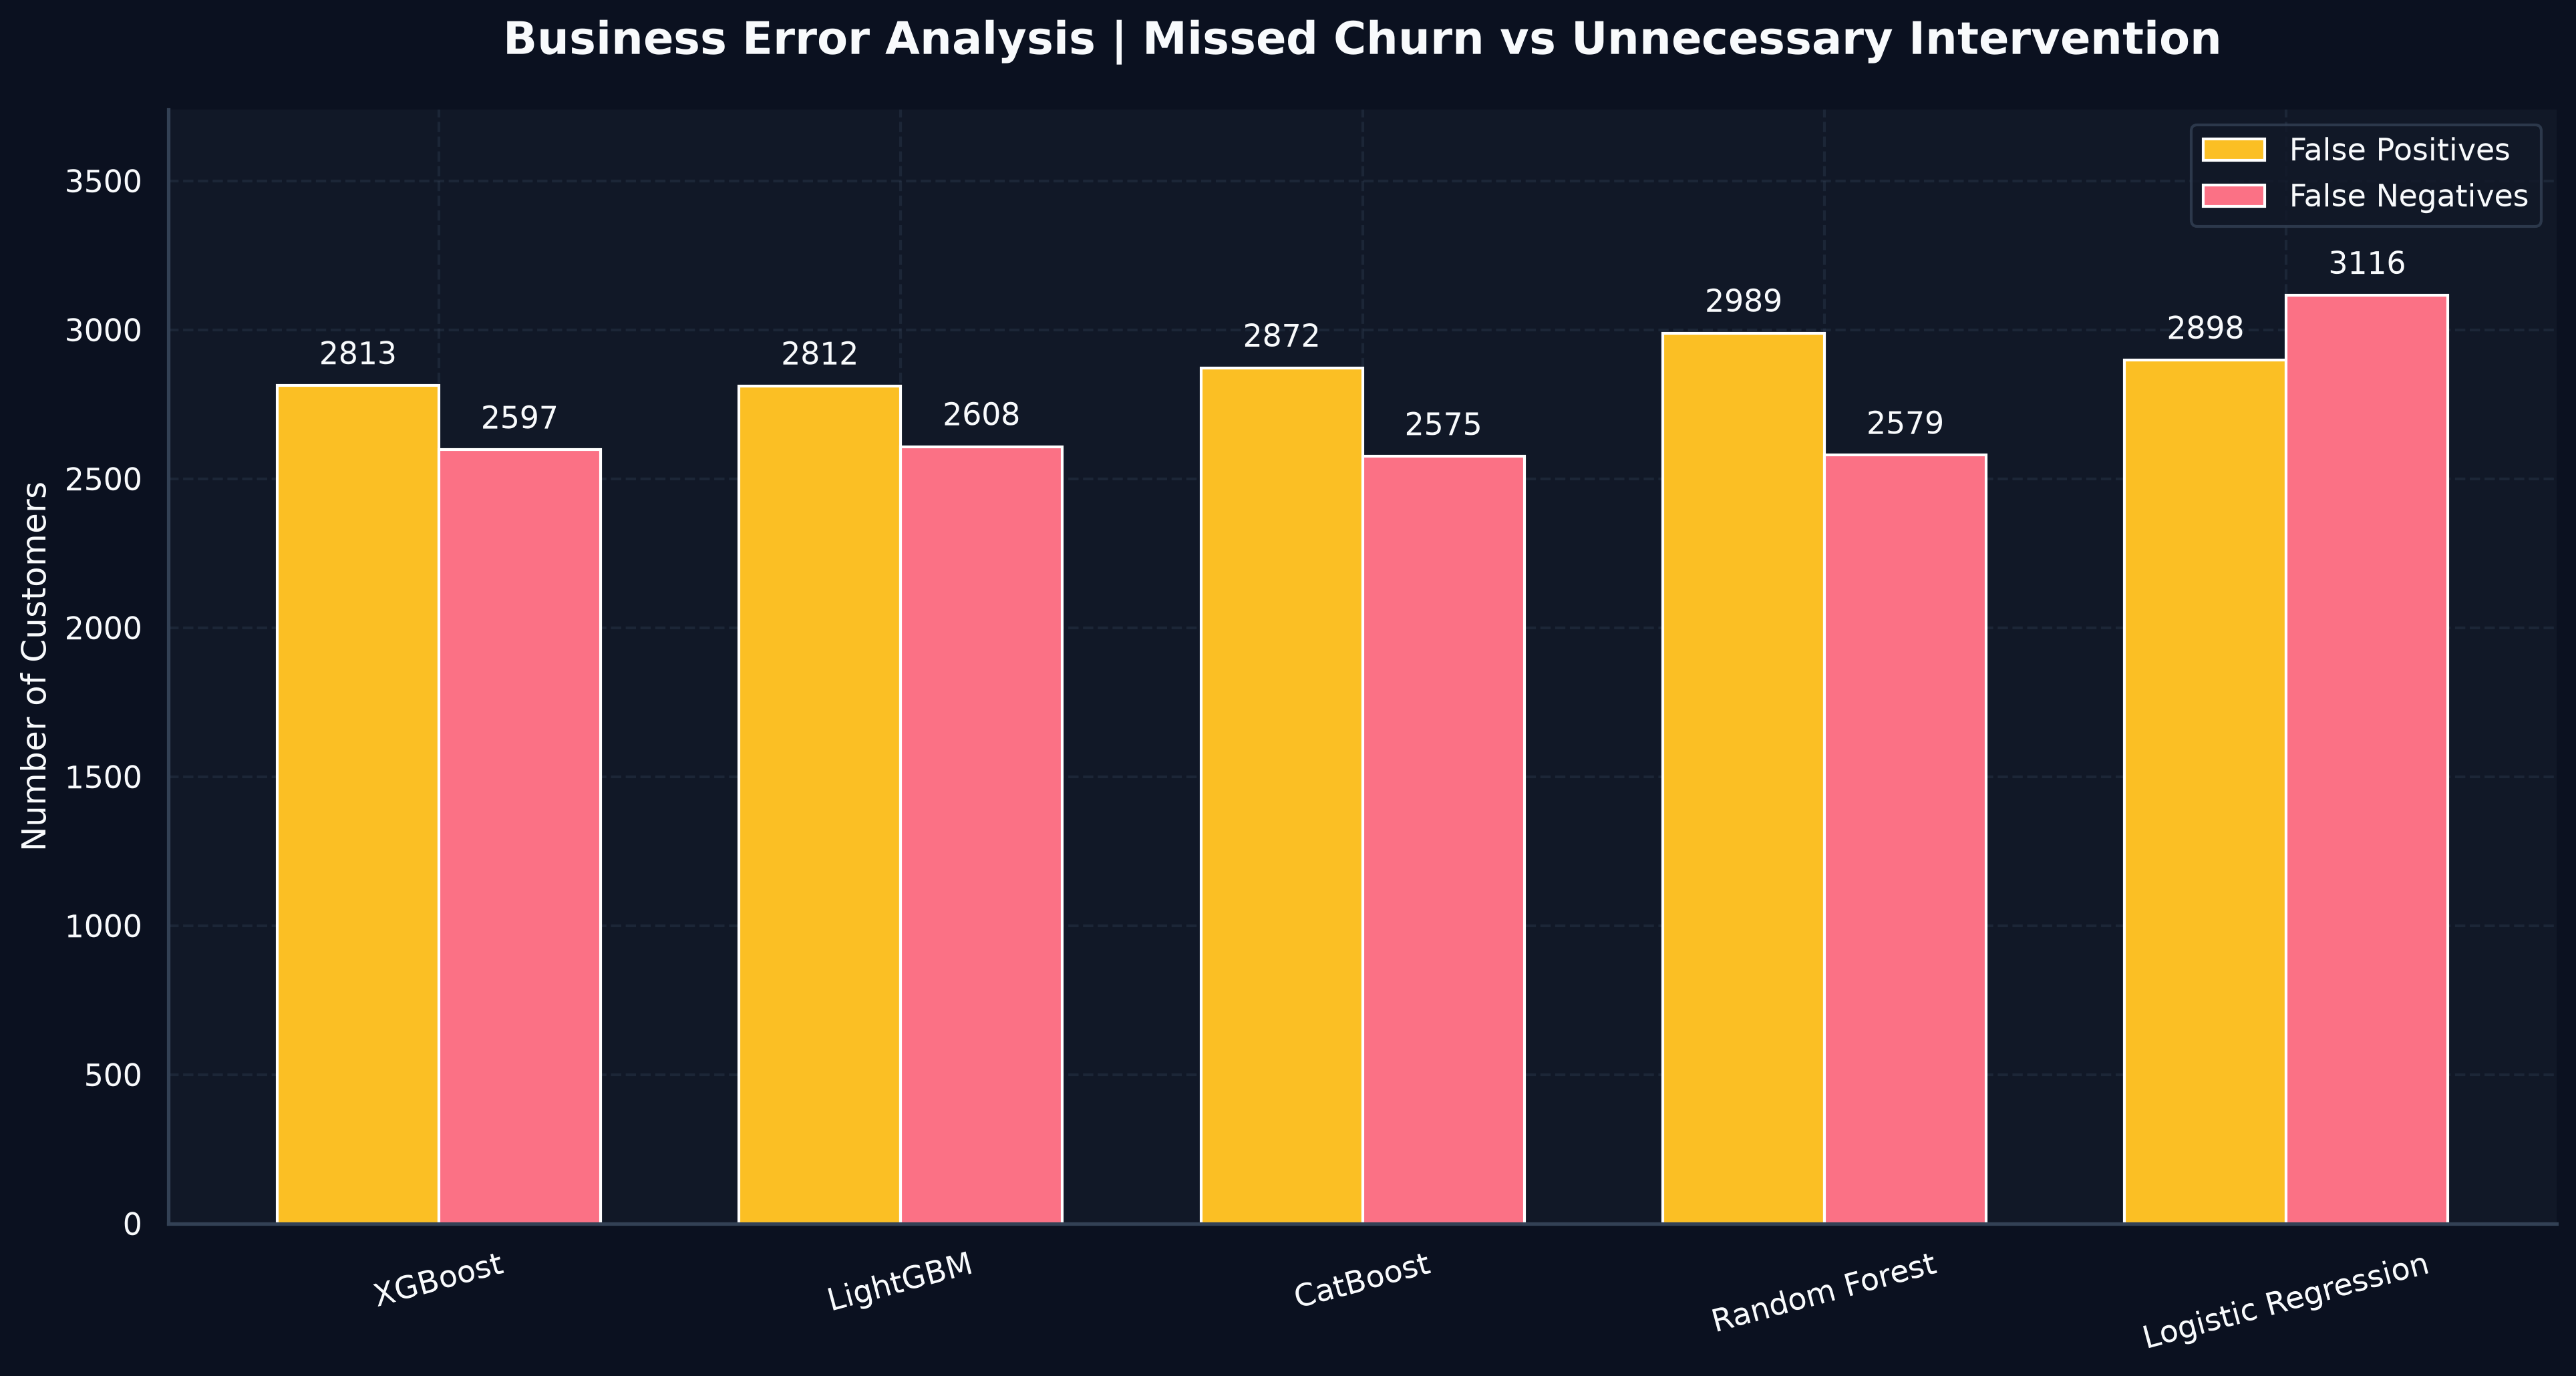 Business Error Analysis | Missed Churn vs Unnecessary Intervention
False Positives
False Negatives
Number of Customers
3500
3000
2500
2000
1500
1000
500
0
2813
2597
2812
2608
2872
2575
2989
2579
2898
3116
XGBoost
LightGBM
CatBoost
Random Forest
Logistic Regression